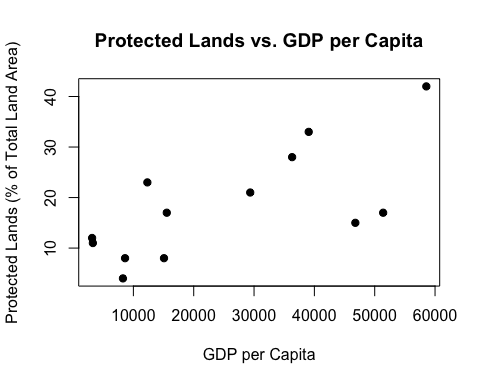 Protected Lands vs. GDP per Capita
Protected Lands (% of Total Land Area)
40
30
20
10
10000 20000 30000 40000 50000 60000
GDP per Capita